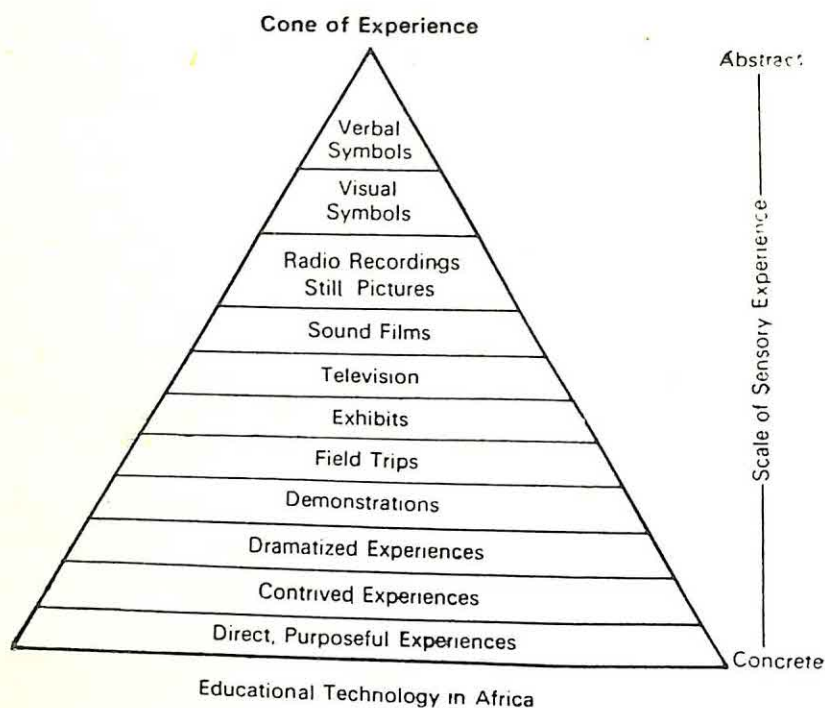 Cone of Experience
Abstract
Verbal
Symbols
Visual
Symbols
Radio Recordings
Still Pictures
Sound Films
Television
Exhibits
Field Trips
Demonstrations
Dramatized Experiences
Contrived Experiences
Direct, Purposeful Experiences
Scale of Sensory Experience
Concrete
Educational Technology in Africa